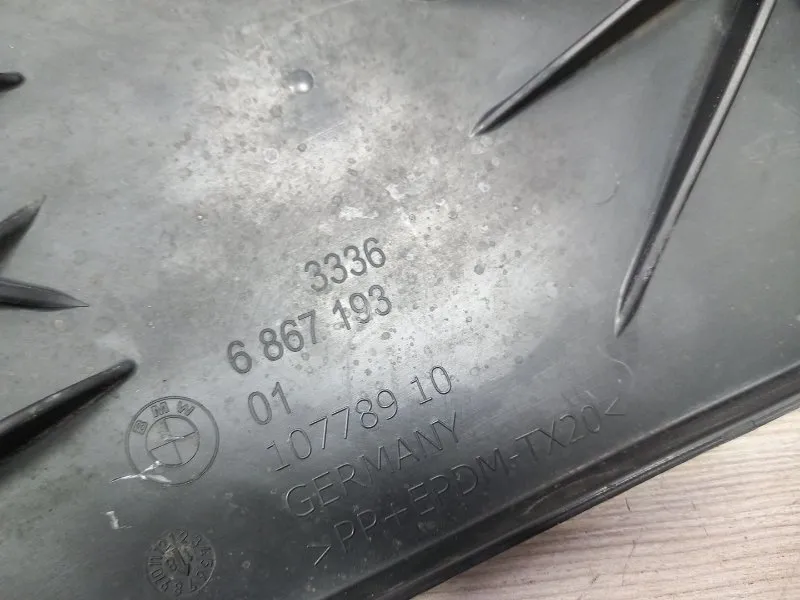 3336
6 867 193
01
107789 10
GERMANY
>PP+EPDM-TX20<
BMW